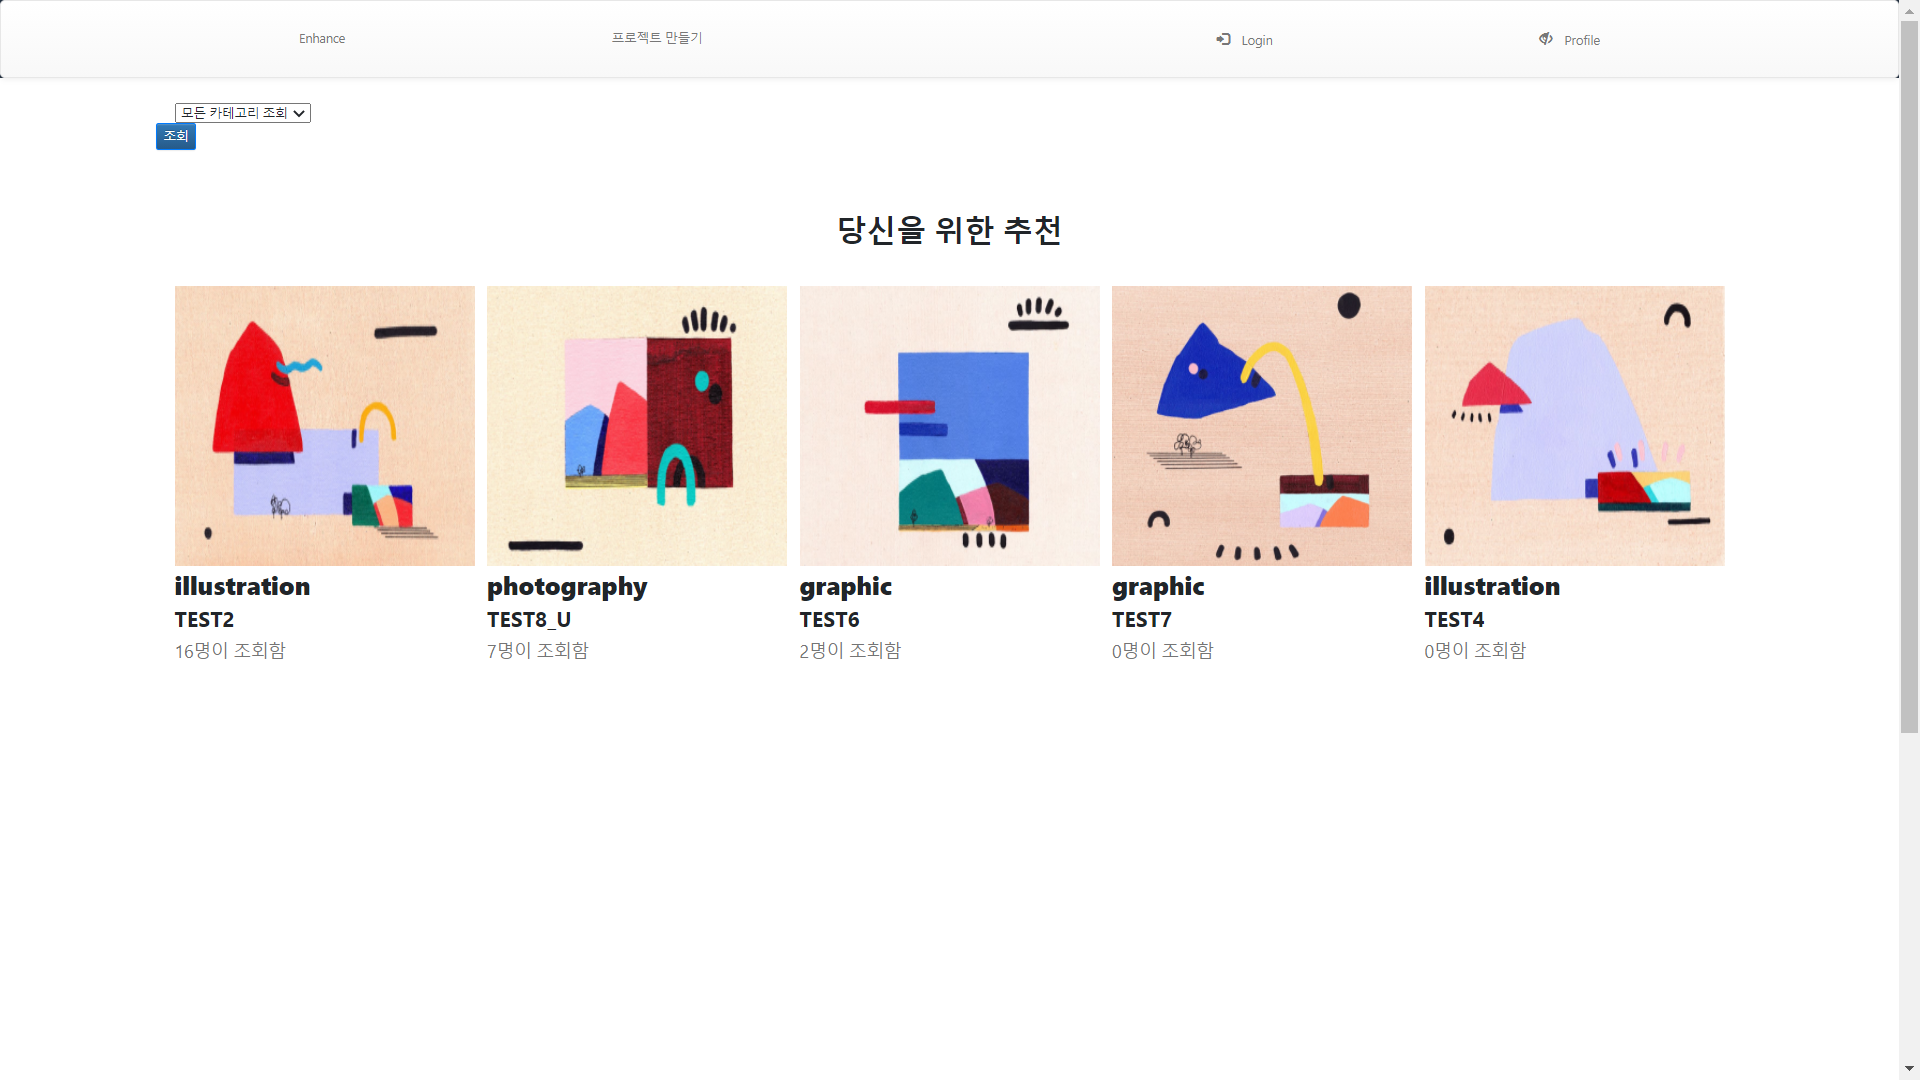 Enhance
프로젝트 만들기
Login
Profile
모든 카테고리 조회
조회
당신을 위한 추천
illustration
TEST2
16명이 조회함
photography
TEST8_U
7명이 조회함
graphic
TEST6
2명이 조회함
graphic
TEST7
0명이 조회함
illustration
TEST4
0명이 조회함